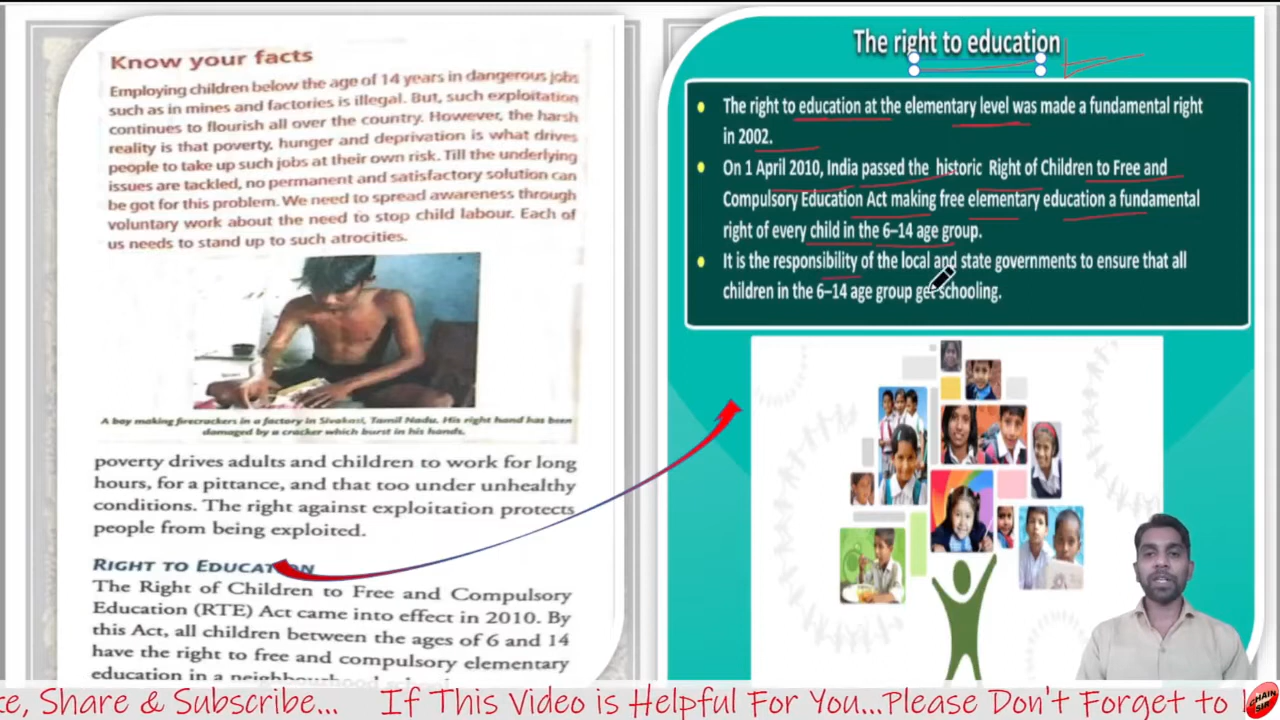 Know your facts
Employing children below the age of 14 years in dangerous jobs
such as in mines and factories is illegal. But, such exploitation
continues to flourish all over the country. However, the harsh
reality is that poverty, hunger and deprivation is what drives
people to take up such jobs at their own risk. Till the underlying
issues are tackled, no permanent and satisfactory solution can
be got for this problem. We need to spread awareness through
voluntary work about the need to stop child labour. Each of
us needs to stand up to such atrocities.
A boy making firecrackers in a factory in Sivakasi, Tamil Nadu. His right hand has been
damaged by a cracker which burst in his hands.
poverty drives adults and children to work for long
hours, for a pittance, and that too under unhealthy
conditions. The right against exploitation protects
people from being exploited.
RIGHT TO EDUCATION
The Right of Children to Free and Compulsory
Education (RTE) Act came into effect in 2010. By
this Act, all children between the ages of 6 and 14
have the right to free and compulsory elementary
education in a neighbourhood
The right to education
The right to education at the elementary level was made a fundamental right
in 2002.
On 1 April 2010, India passed the historic Right of Children to Free and
Compulsory Education Act making free elementary education a fundamental
right of every child in the 6–14 age group.
It is the responsibility of the local and state governments to ensure that all
children in the 6–14 age group get schooling.
e, Share & Subscribe... If This Video is Helpful For You...Please Don't Forget to
CHAIN
SIR